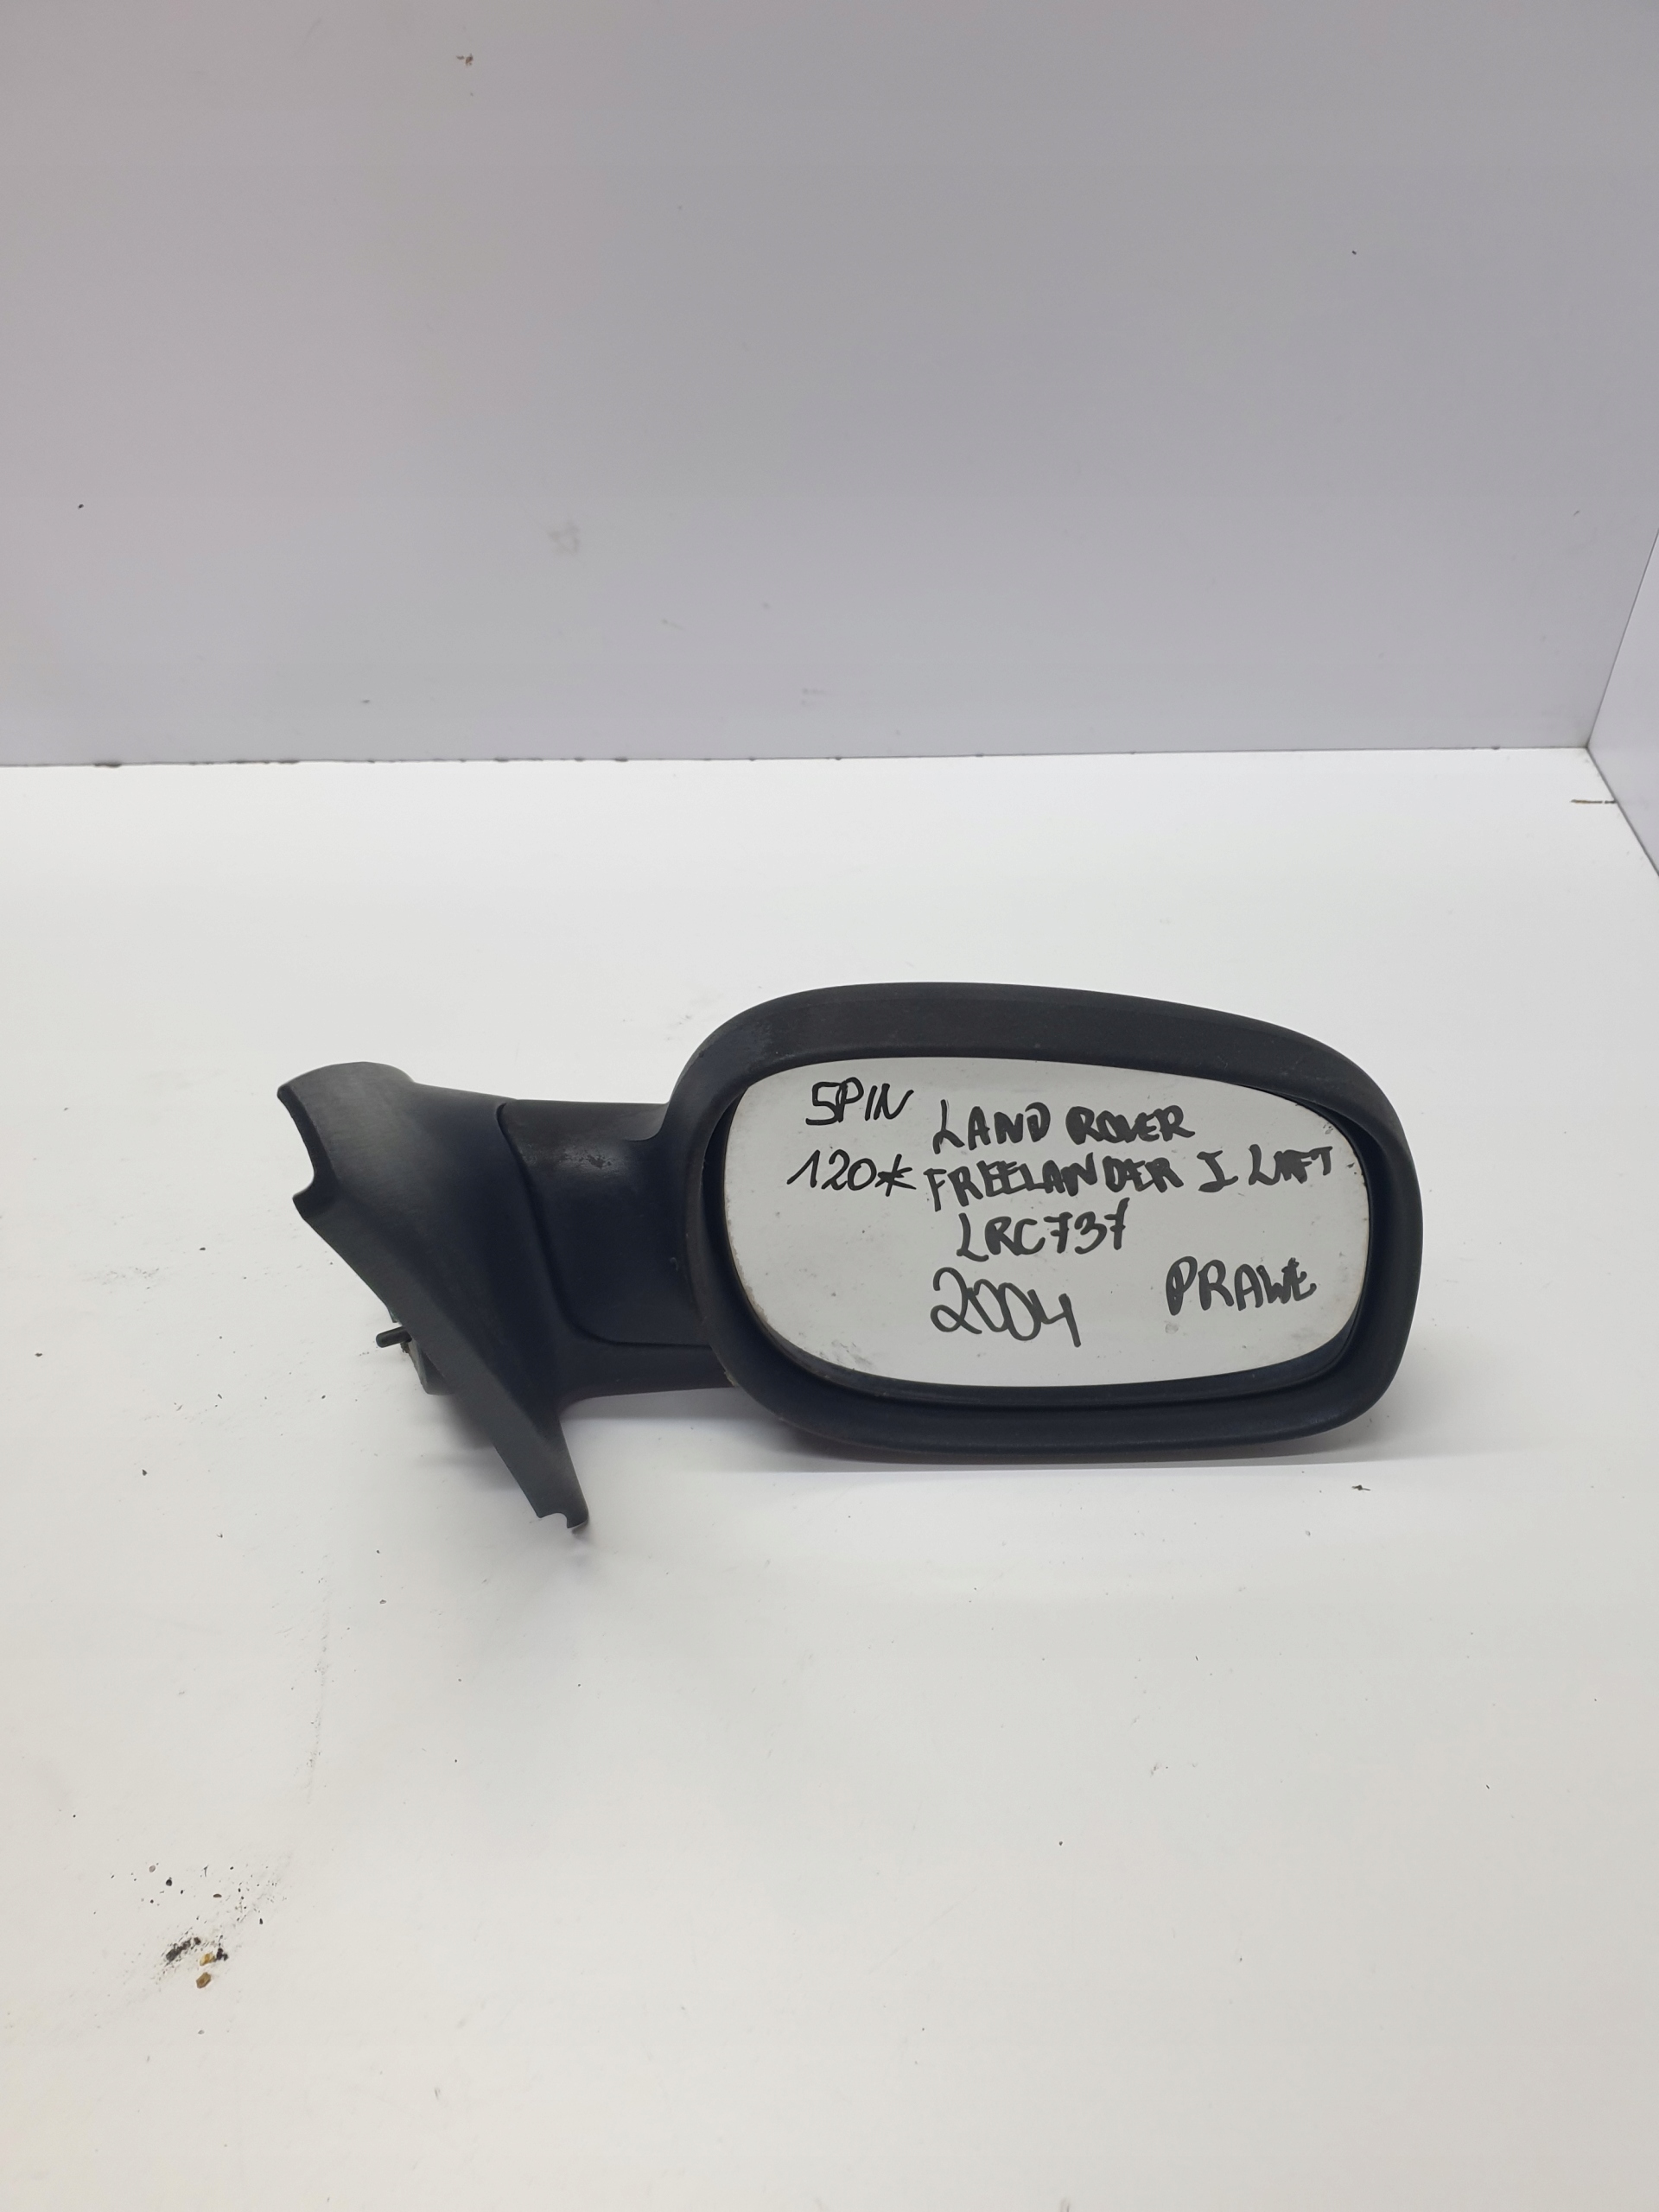 5PIN
120*
LAND ROVER
FREELANDER I LIFT
LRC737
2004
PRAWE